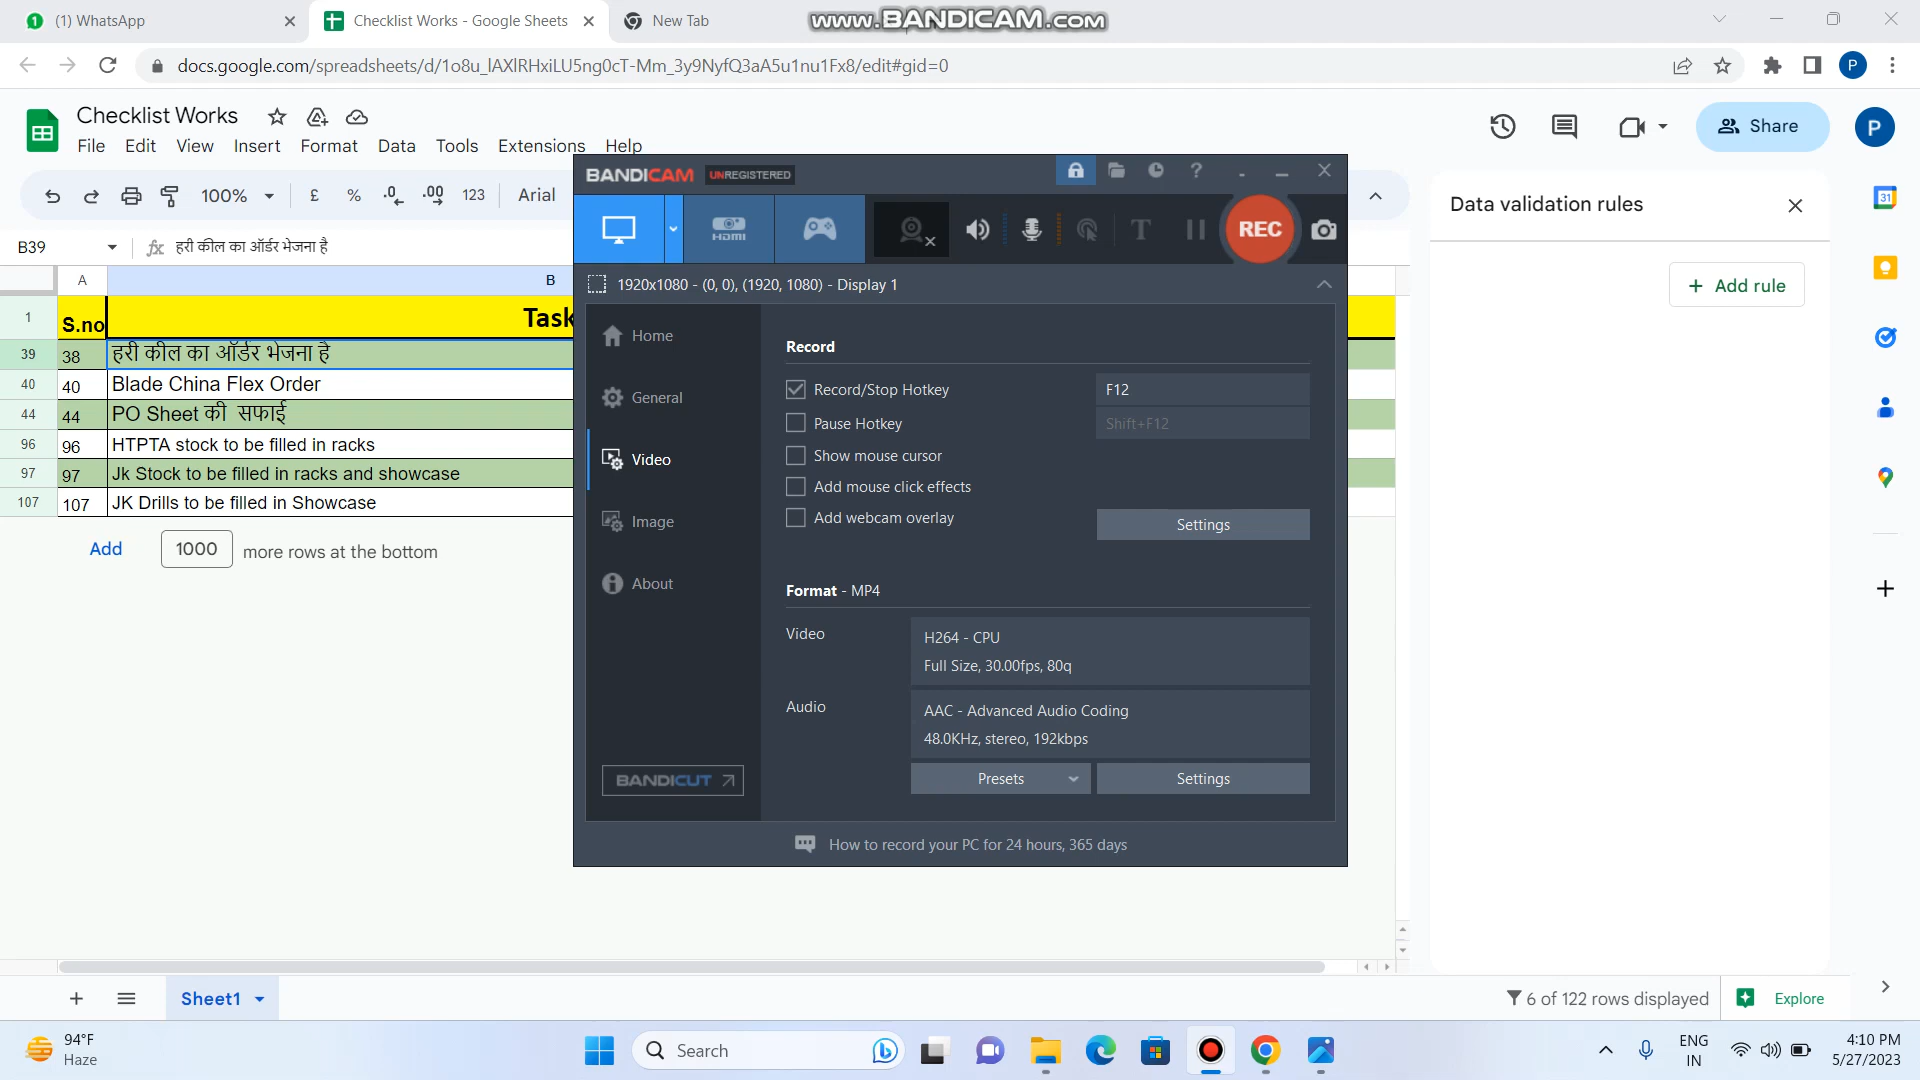 (1) WhatsApp
Checklist Works - Google Sheets
New Tab
www.BANDICAM.com
docs.google.com/spreadsheets/d/1o8u_lAXlRHxiLU5ng0cT-Mm_3y9NyfQ3aA5u1nu1Fx8/edit#gid=0
P
Checklist Works
File Edit View Insert Format Data Tools Extensions Help
Share
P
100% £ % .0 .00 123 Arial
B39
fx हरी कील का ऑर्डर भेजना है
A B
1 S.no Task
39 38 हरी कील का ऑर्डर भेजना है
40 40 Blade China Flex Order
44 44 PO Sheet की सफाई
96 96 HTPTA stock to be filled in racks
97 97 Jk Stock to be filled in racks and showcase
107 107 JK Drills to be filled in Showcase
Add 1000 more rows at the bottom
BANDICAM UNREGISTERED
HDMI
T
REC
1920x1080 - (0, 0), (1920, 1080) - Display 1
Home
General
Video
Image
About
BANDICUT
Record
Record/Stop Hotkey F12
Pause Hotkey Shift+F12
Show mouse cursor
Add mouse click effects
Add webcam overlay
Settings
Format - MP4
Video
H264 - CPU
Full Size, 30.00fps, 80q
Audio
AAC - Advanced Audio Coding
48.0KHz, stereo, 192kbps
Presets
Settings
How to record your PC for 24 hours, 365 days
Data validation rules
+ Add rule
31
Sheet1
6 of 122 rows displayed
Explore
94°F
Haze
Search
ENG
IN
4:10 PM
5/27/2023